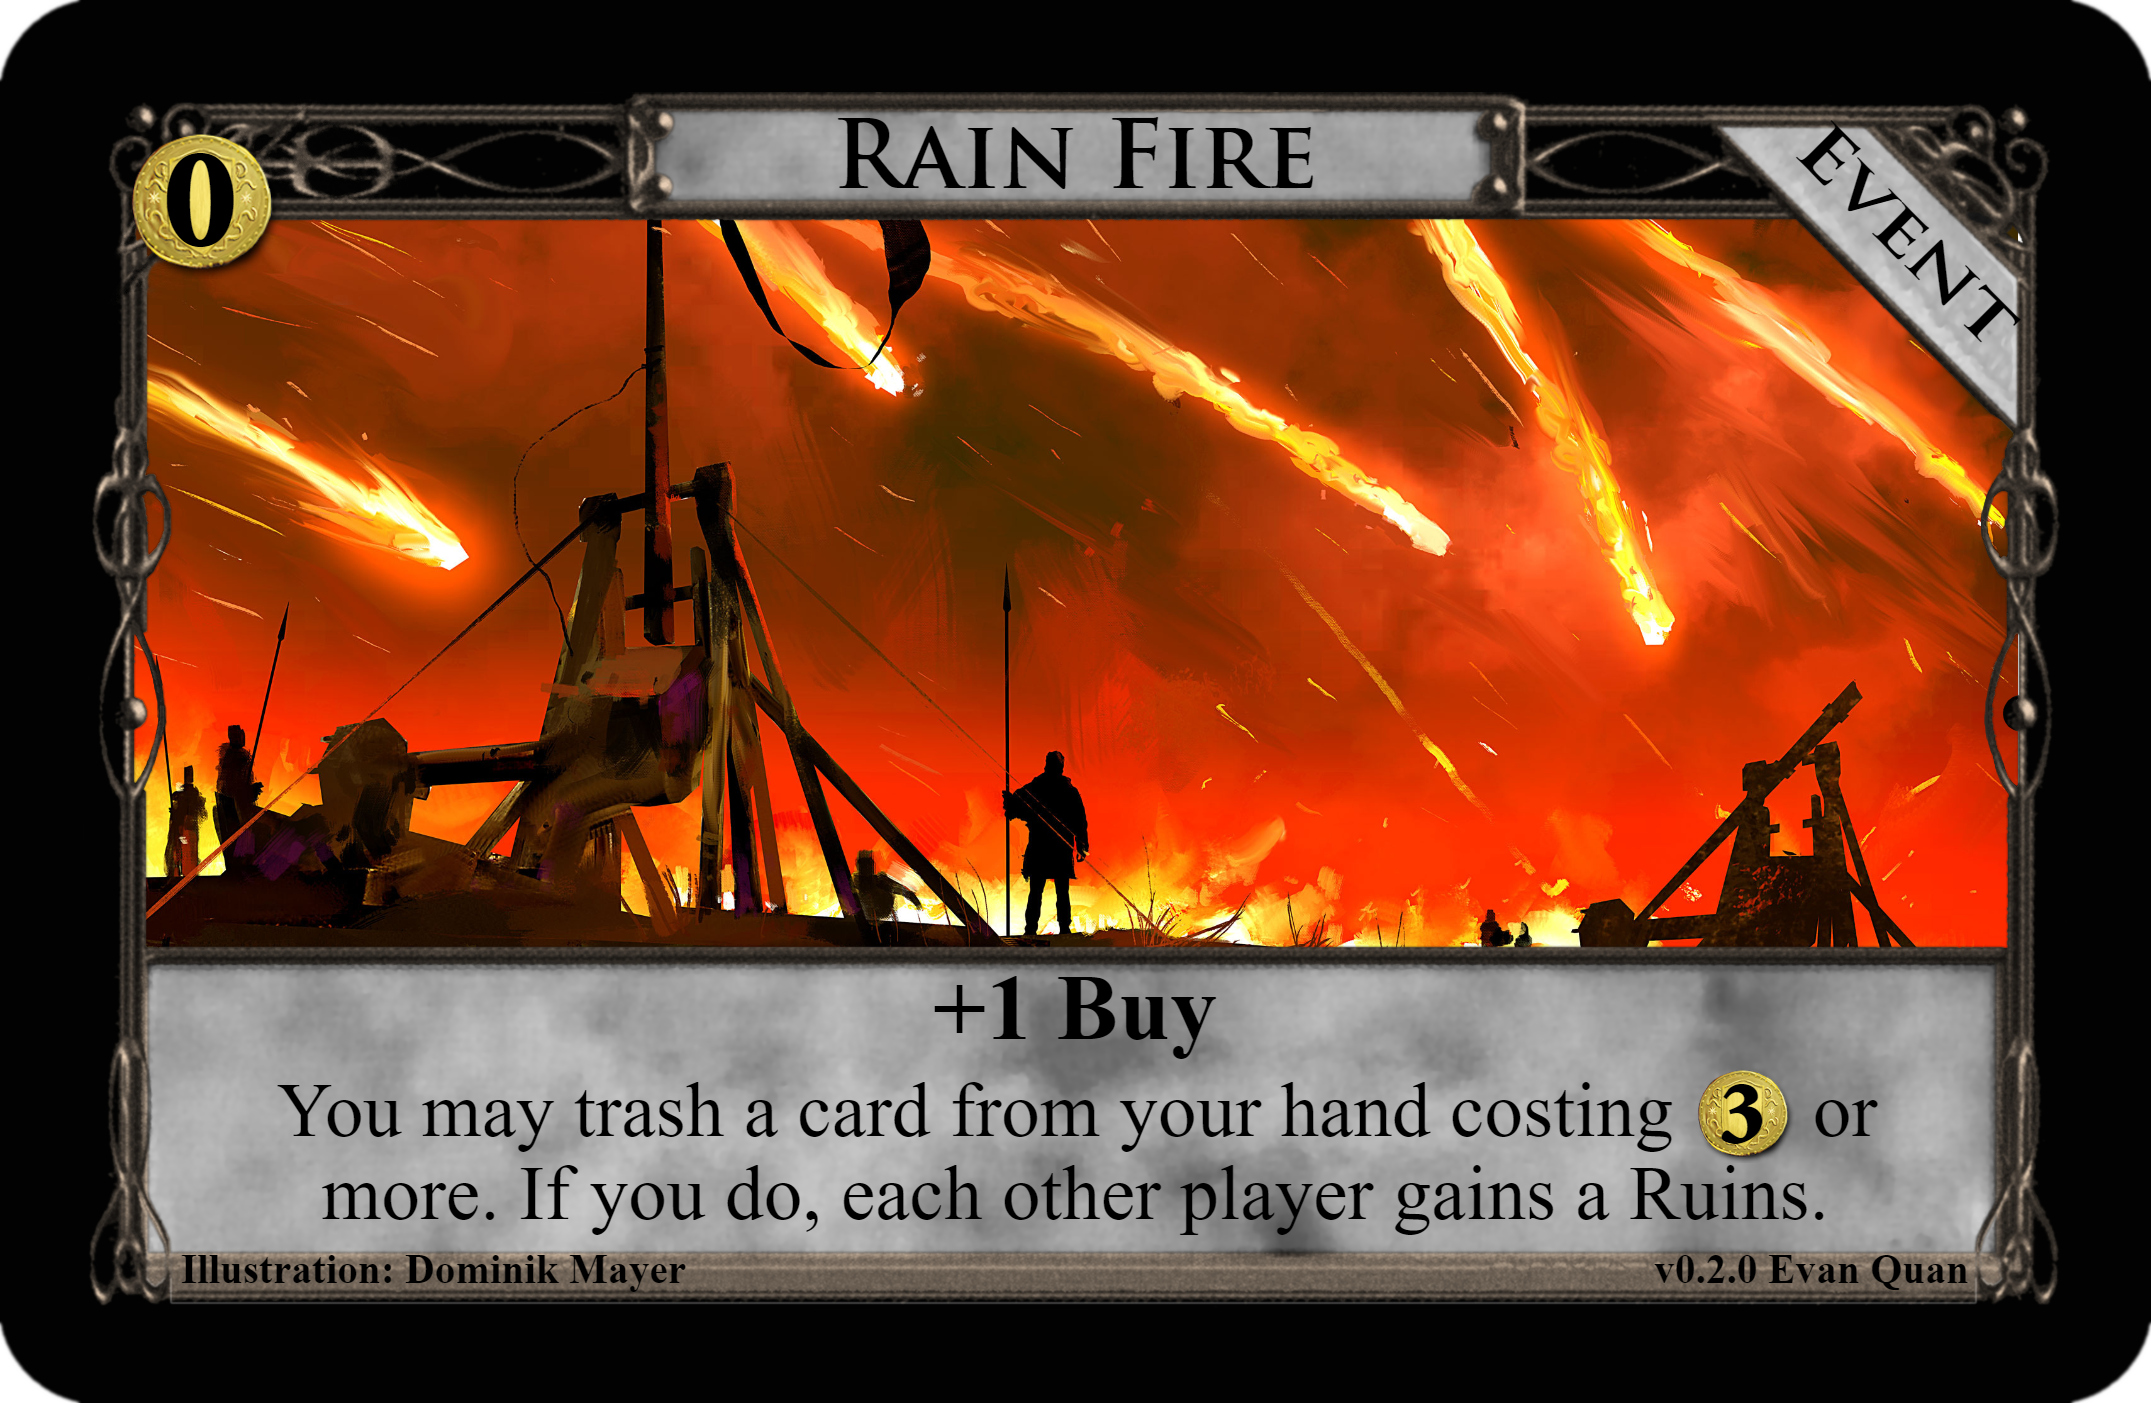 0
RAIN FIRE
EVENT
+1 Buy
You may trash a card from your hand costing 3 or
more. If you do, each other player gains a Ruins.
Illustration: Dominik Mayer
v0.2.0 Evan Quan